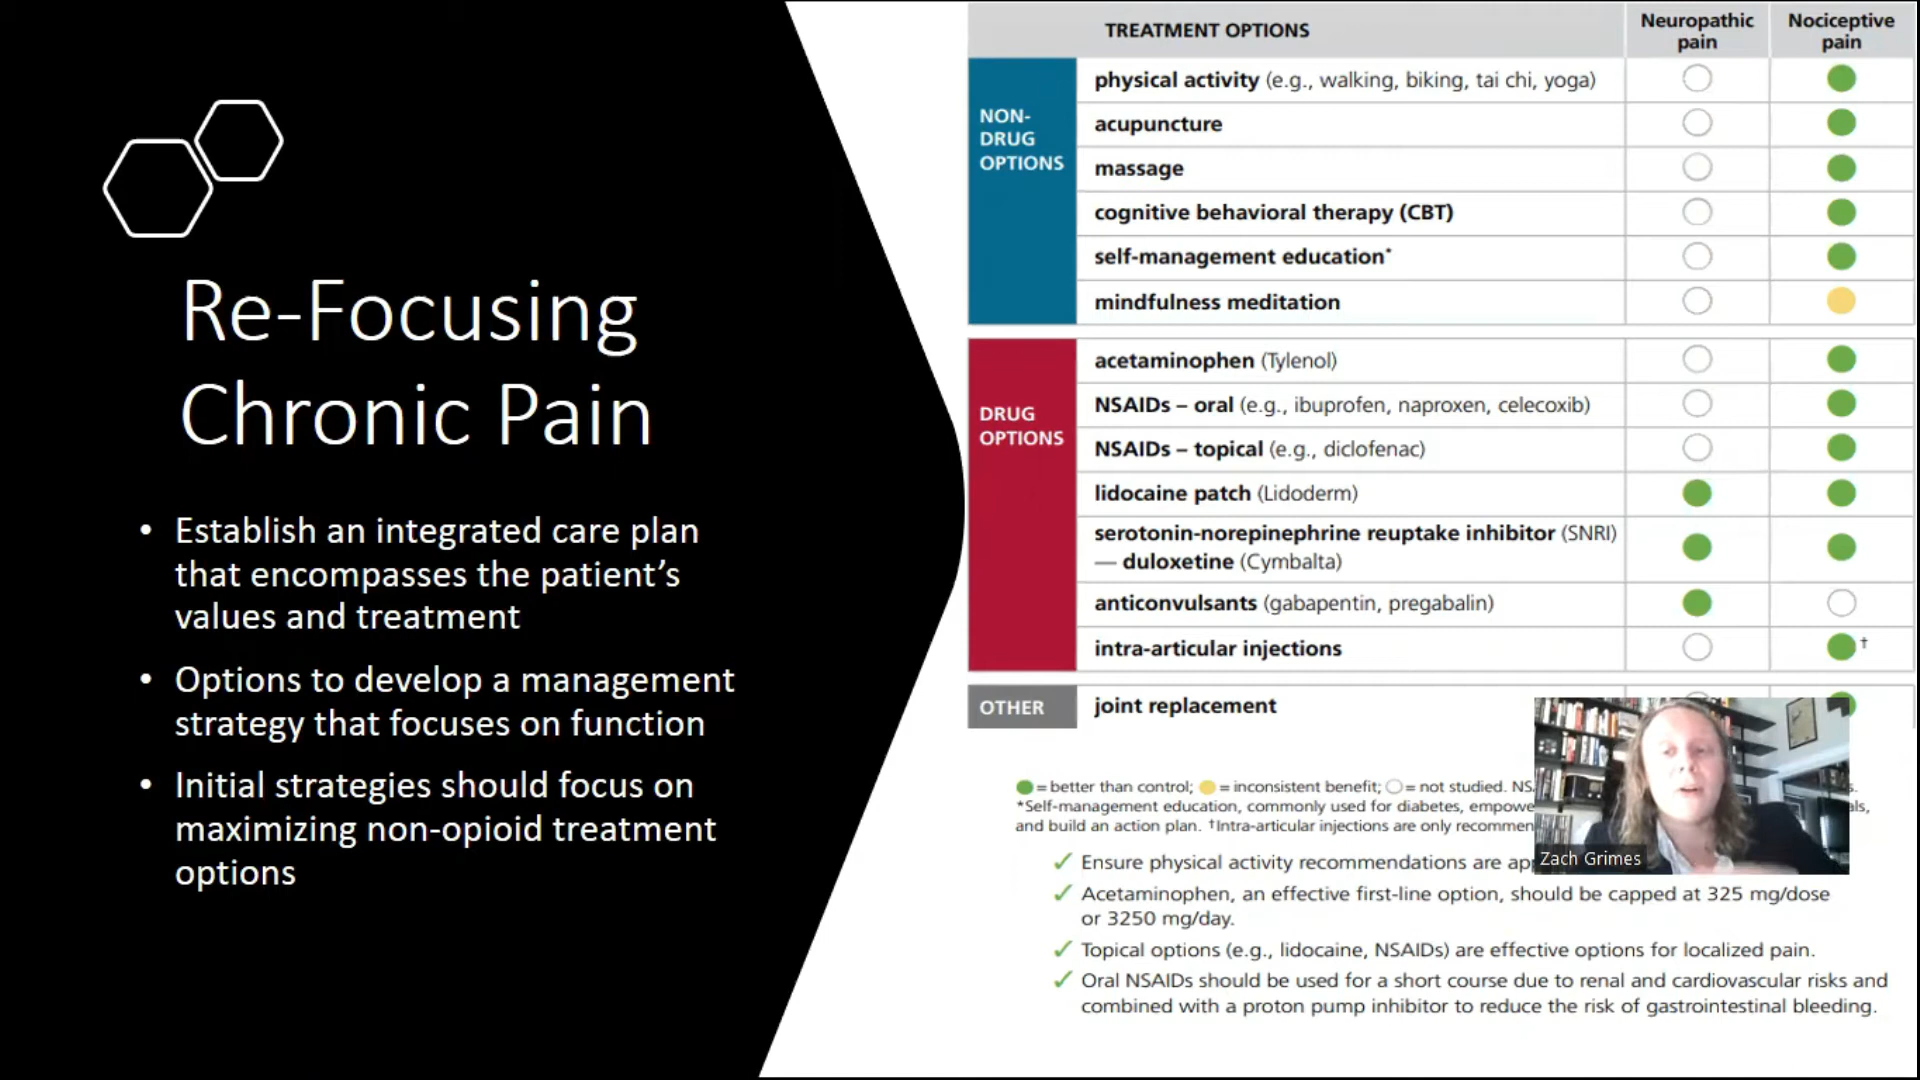 Re-Focusing
Chronic Pain
• Establish an integrated care plan
that encompasses the patient’s
values and treatment
• Options to develop a management
strategy that focuses on function
• Initial strategies should focus on
maximizing non-opioid treatment
options
TREATMENT OPTIONS
Neuropathic
pain
Nociceptive
pain
NON-
DRUG
OPTIONS
physical activity (e.g., walking, biking, tai chi, yoga)
acupuncture
massage
cognitive behavioral therapy (CBT)
self-management education*
mindfulness meditation
DRUG
OPTIONS
acetaminophen (Tylenol)
NSAIDs – oral (e.g., ibuprofen, naproxen, celecoxib)
NSAIDs – topical (e.g., diclofenac)
lidocaine patch (Lidoderm)
serotonin-norepinephrine reuptake inhibitor (SNRI)
— duloxetine (Cymbalta)
anticonvulsants (gabapentin, pregabalin)
intra-articular injections
†
OTHER
joint replacement
= better than control; = inconsistent benefit; = not studied.
*Self-management education, commonly used for diabetes,
and build an action plan. †Intra-articular injections are only
✓ Ensure physical activity recommendations are
✓ Acetaminophen, an effective first-line option, should be capped at 325 mg/dose
or 3250 mg/day.
✓ Topical options (e.g., lidocaine, NSAIDs) are effective options for localized pain.
✓ Oral NSAIDs should be used for a short course due to renal and cardiovascular risks and
combined with a proton pump inhibitor to reduce the risk of gastrointestinal bleeding.
Zach Grimes